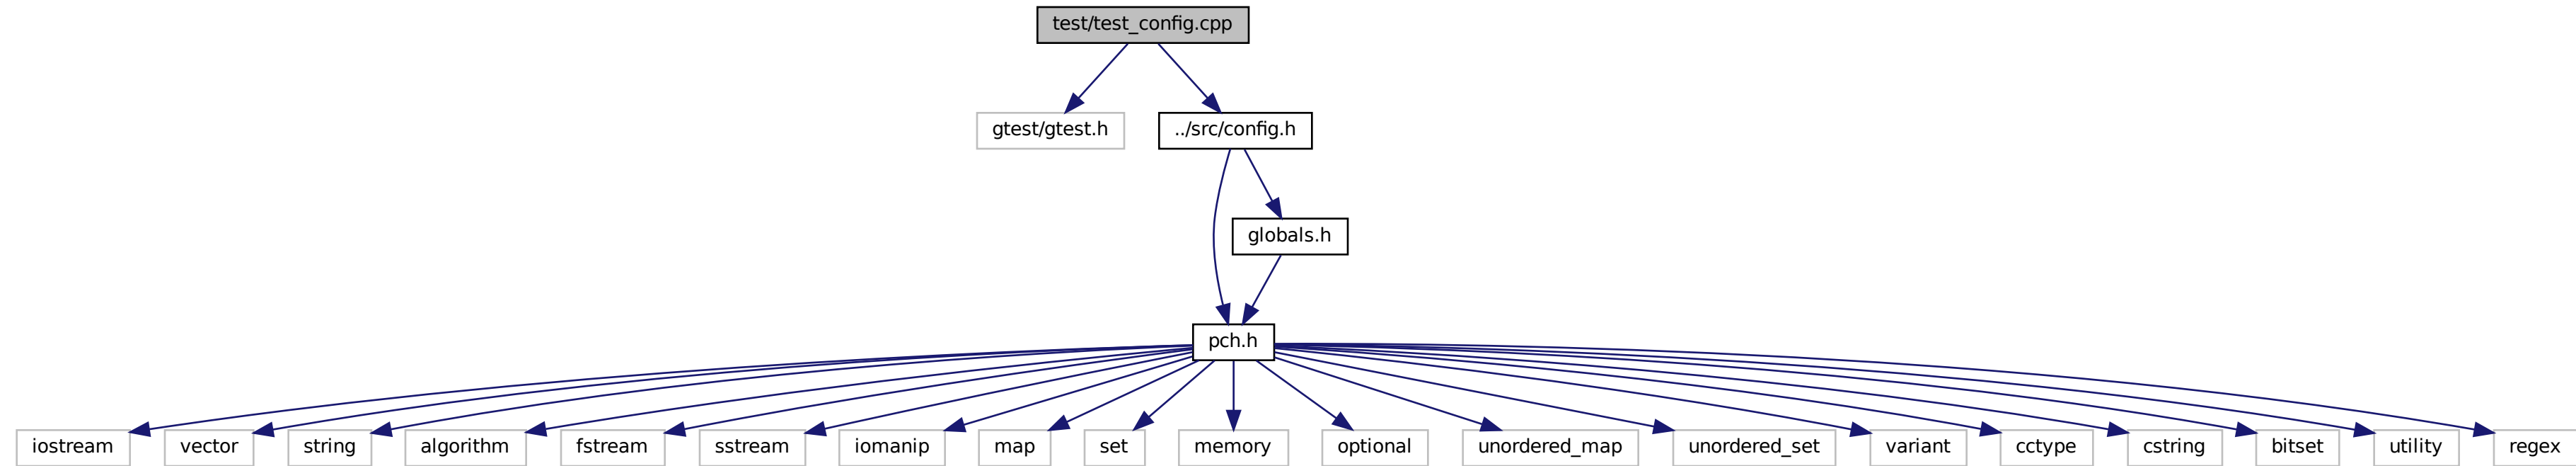 test/test_config.cpp
gtest/gtest.h
../src/config.h
globals.h
pch.h
iostream
vector
string
algorithm
fstream
sstream
iomanip
map
set
memory
optional
unordered_map
unordered_set
variant
cctype
cstring
bitset
utility
regex